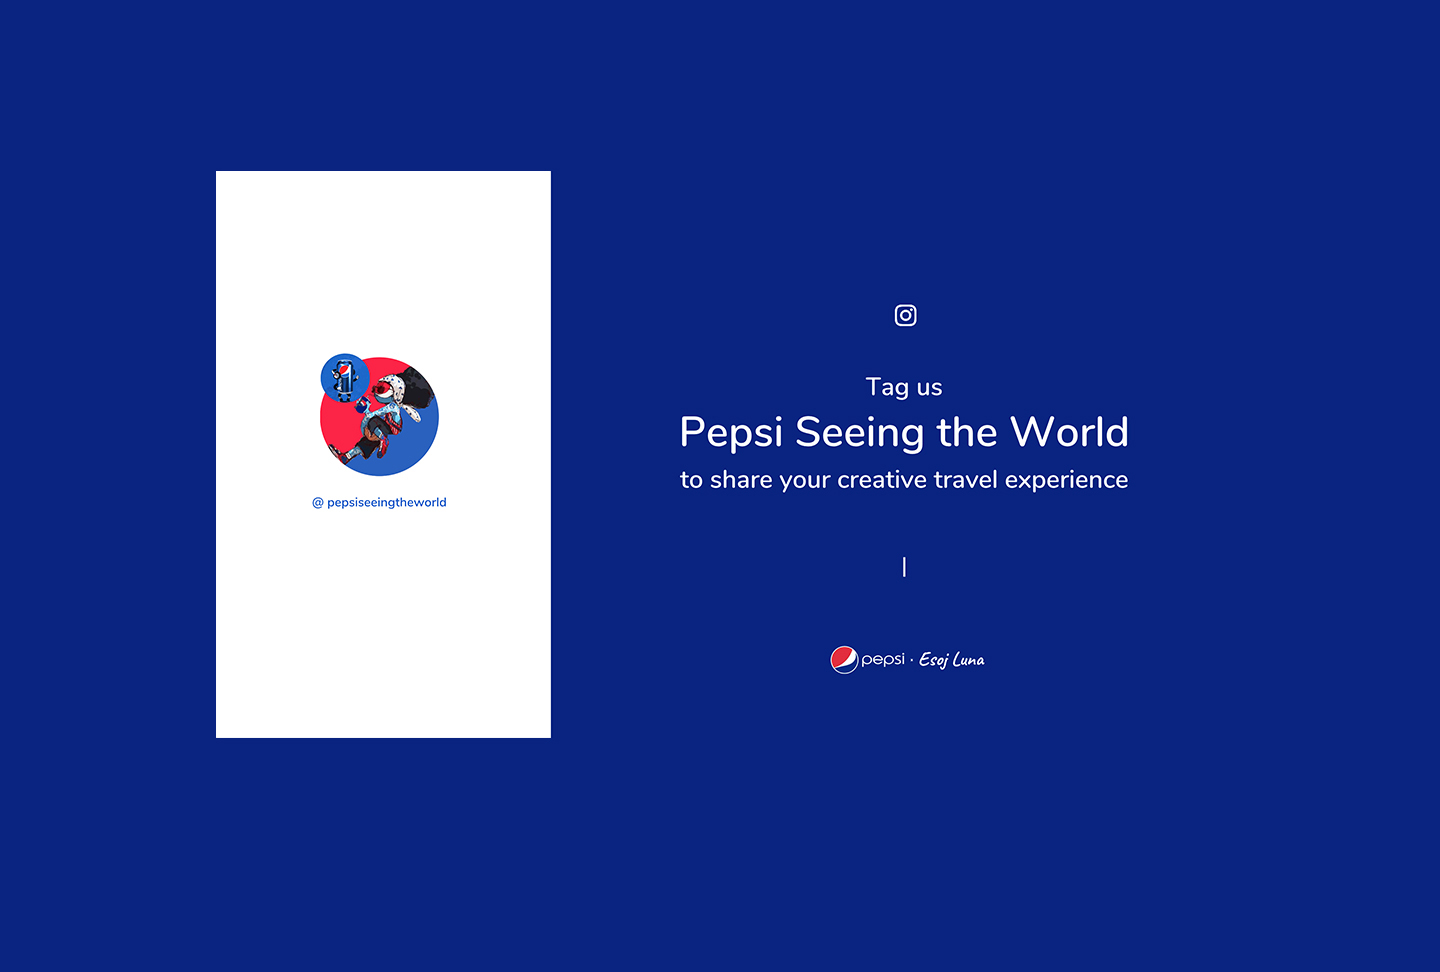 @ pepsiseeingtheworld
Tag us
Pepsi Seeing the World
to share your creative travel experience
|
pepsi · Esoj Luna